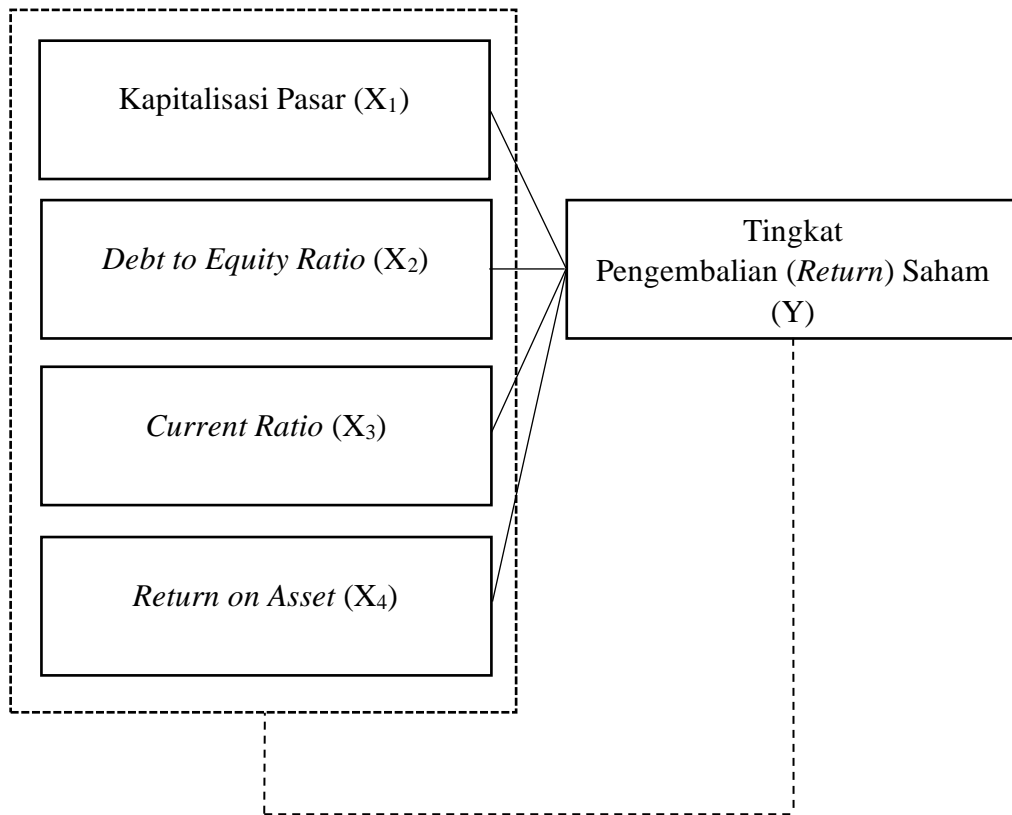 Kapitalisasi Pasar (X₁)
Debt to Equity Ratio (X₂)
Current Ratio (X₃)
Return on Asset (X₄)
Tingkat
Pengembalian (Return) Saham
(Y)